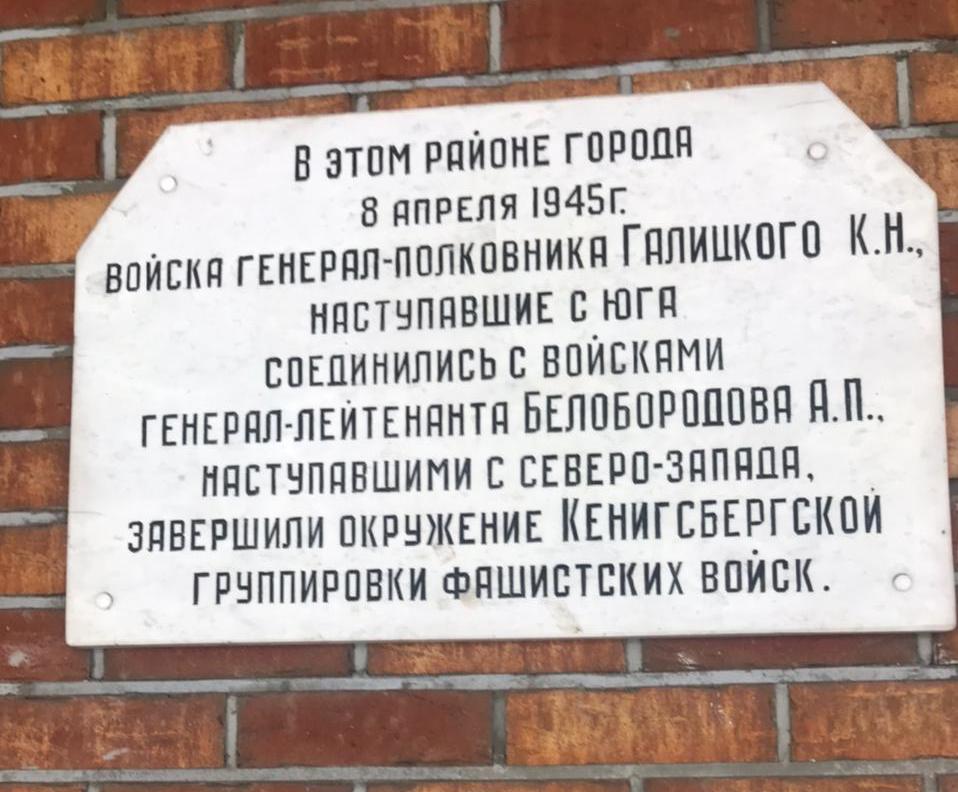 В ЭТОМ РАЙОНЕ ГОРОДА
8 АПРЕЛЯ 1945г.
ВОЙСКА ГЕНЕРАЛ-ПОЛКОВНИКА ГАЛИЦКОГО К.Н.,
НАСТУПАВШИЕ С ЮГА
СОЕДИНИЛИСЬ С ВОЙСКАМИ
ГЕНЕРАЛ-ЛЕЙТЕНАНТА БЕЛОБОРОДОВА А.П.,
НАСТУПАВШИМИ С СЕВЕРО-ЗАПАДА,
ЗАВЕРШИЛИ ОКРУЖЕНИЕ КЕНИГСБЕРГСКОЙ
ГРУППИРОВКИ ФАШИСТСКИХ ВОЙСК.